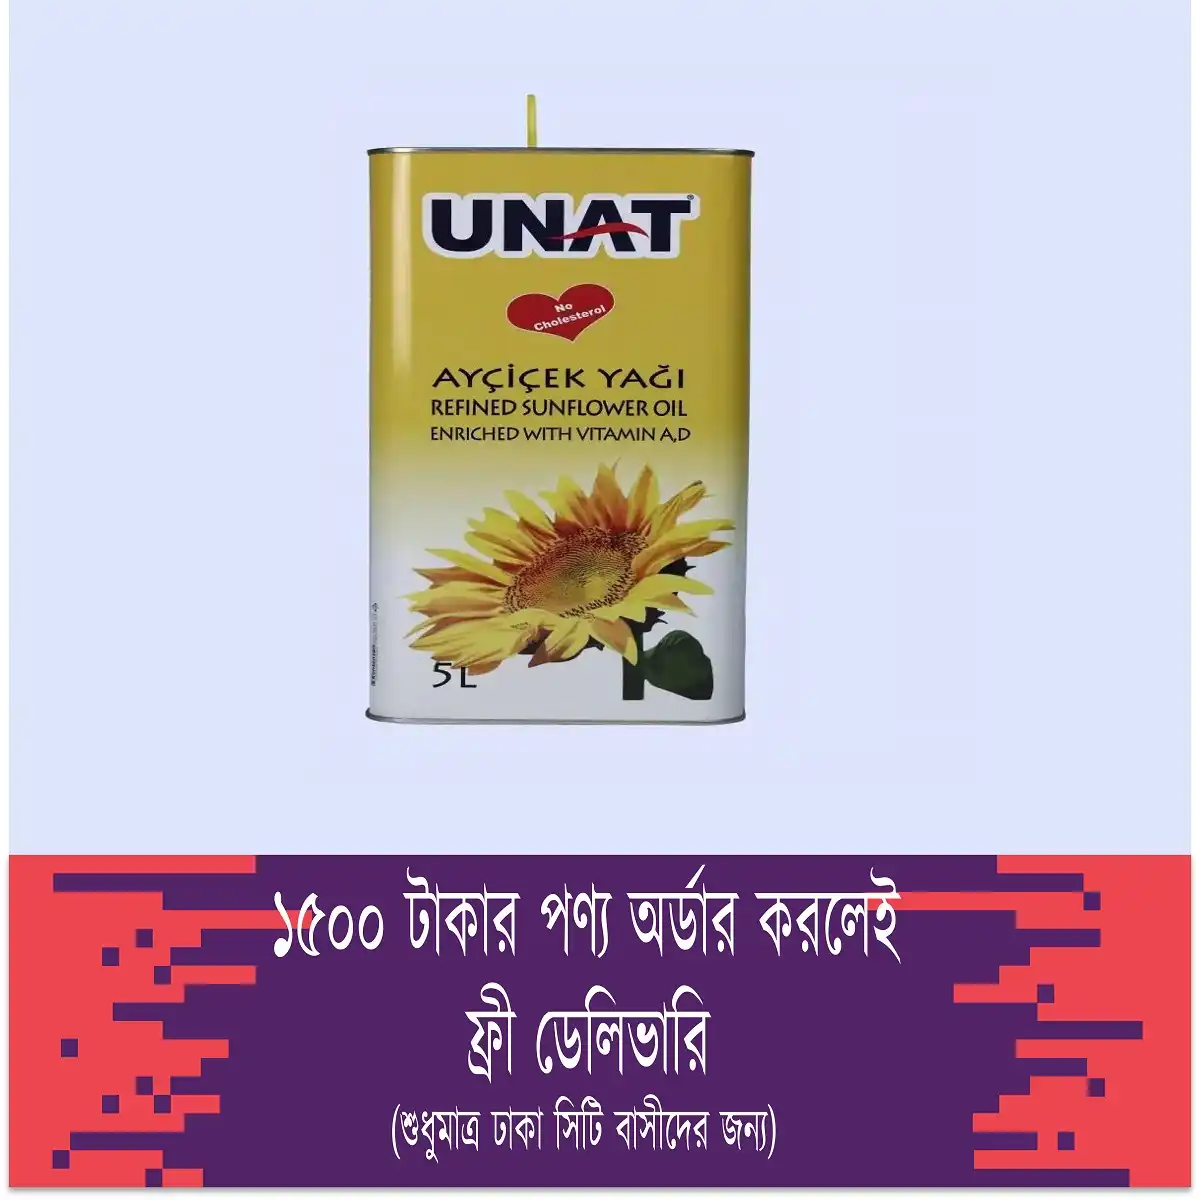 UNAT
No
Cholesterol
AYÇİÇEK YAĞI
REFINED SUNFLOWER OIL
ENRICHED WITH VITAMIN A,D
5L
১৫০০ টাকার পণ্য অর্ডার করলেই
ফ্রী ডেলিভারি
(শুধুমাত্র ঢাকা সিটি বাসীদের জন্য)